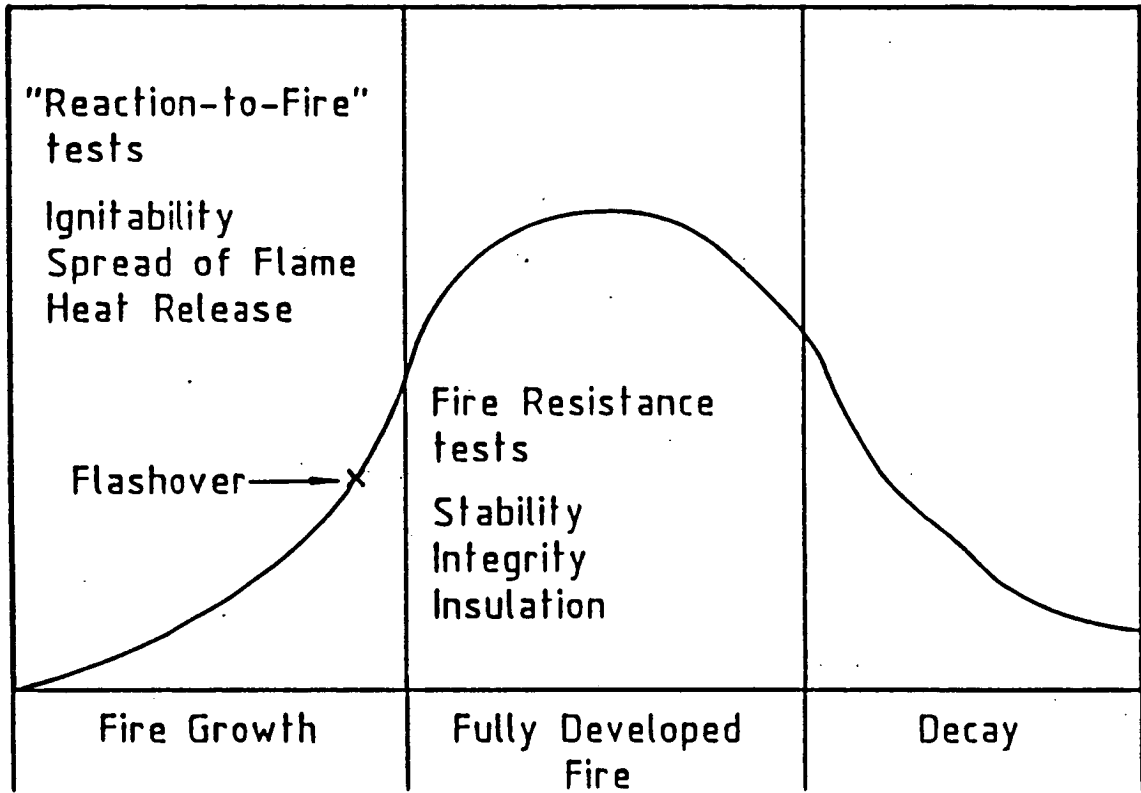 "Reaction-to-Fire"
tests
Ignitability
Spread of Flame
Heat Release
Flashover
Fire Resistance
tests
Stability
Integrity
Insulation
Fire Growth
Fully Developed
Fire
Decay